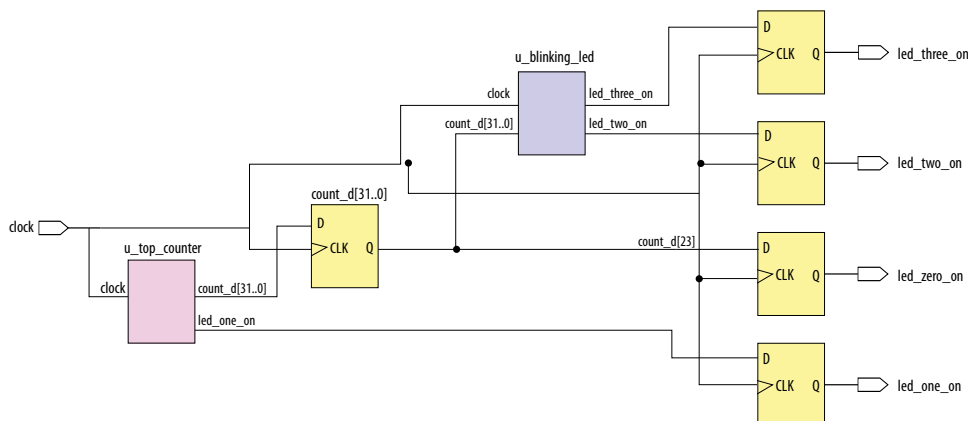 D
CLK Q
led_three_on
u_blinking_led
clock
led_three_on
count_d[31..0]
led_two_on
D
CLK Q
led_two_on
count_d[31..0]
D
CLK Q
clock
u_top_counter
clock
count_d[31..0]
led_one_on
count_d[23]
D
CLK Q
led_zero_on
D
CLK Q
led_one_on